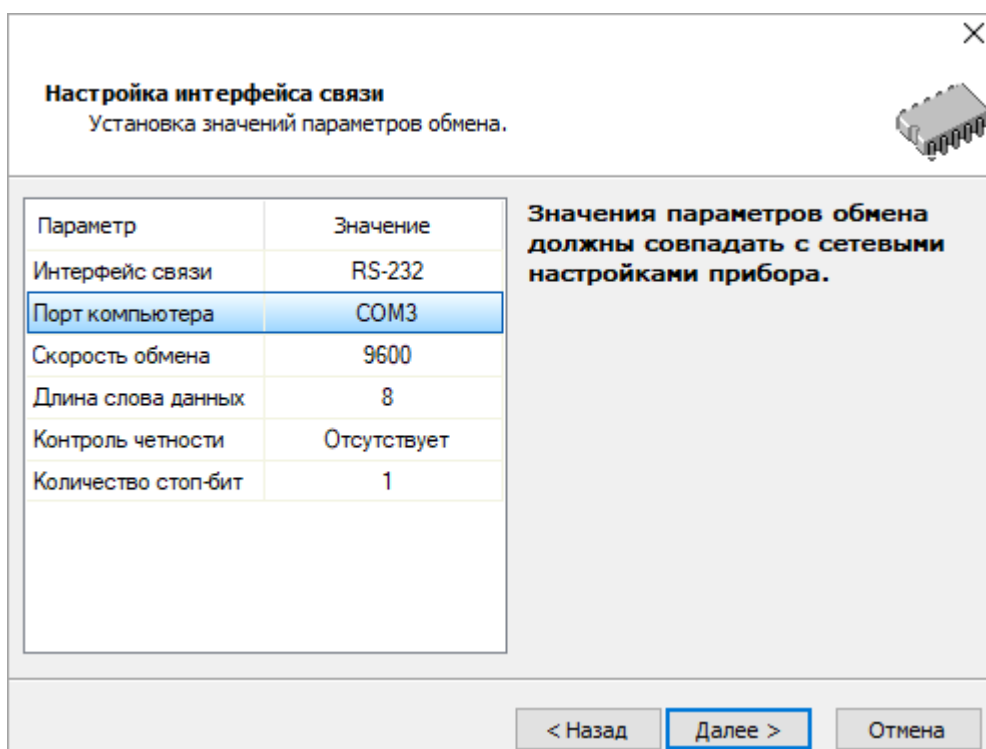 Настройка интерфейса связи
Установка значений параметров обмена.
Параметр Значение
Интерфейс связи RS-232
Порт компьютера COM3
Скорость обмена 9600
Длина слова данных 8
Контроль четности Отсутствует
Количество стоп-бит 1
Значения параметров обмена
должны совпадать с сетевыми
настройками прибора.
< Назад Далее > Отмена